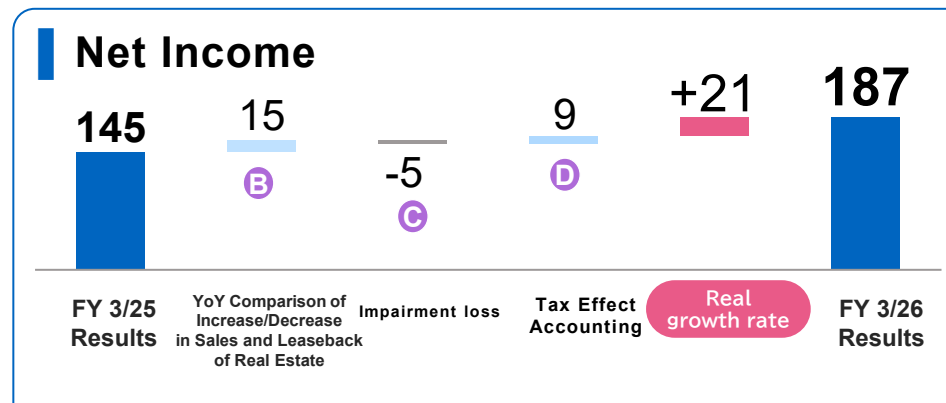 Net Income
145
15
-5
9
+21
187
B
C
D
FY 3/25
Results
YoY Comparison of
Increase/Decrease
in Sales and Leaseback
of Real Estate
Impairment loss
Tax Effect
Accounting
Real
growth rate
FY 3/26
Results